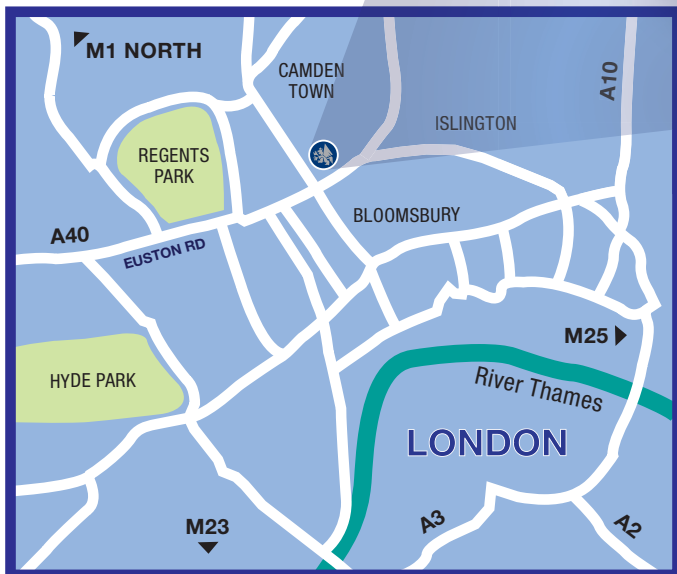 M1 NORTH
CAMDEN
TOWN
A10
ISLINGTON
REGENTS
PARK
BLOOMSBURY
A40
EUSTON RD
M25
HYDE PARK
River Thames
LONDON
M23
A3
A2